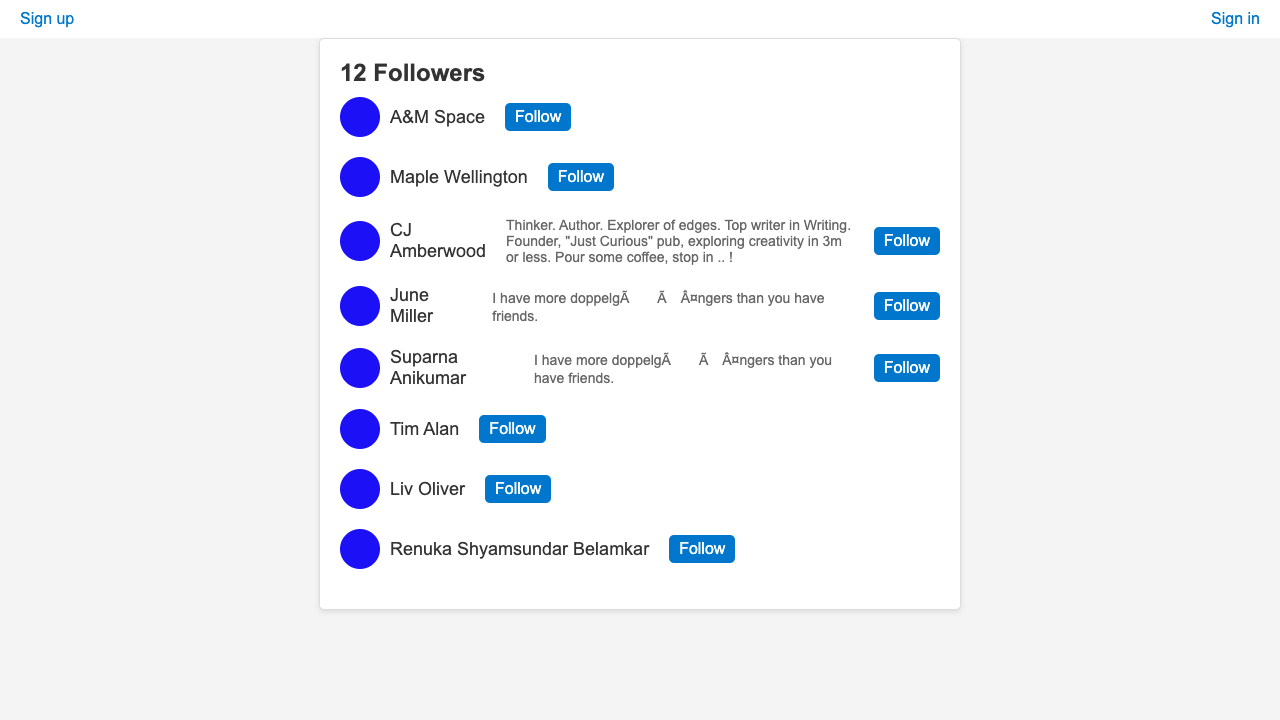 Sign up
Sign in
12 Followers
A&M Space
Follow
Maple Wellington
Follow
CJ
Amberwood
Thinker. Author. Explorer of edges. Top writer in Writing.
Founder, "Just Curious" pub, exploring creativity in 3m
or less. Pour some coffee, stop in .. !
Follow
June
Miller
I have more doppelgÃ  Ã Â¤ngers than you have
friends.
Follow
Suparna
Anikumar
I have more doppelgÃ  Ã Â¤ngers than you
have friends.
Follow
Tim Alan
Follow
Liv Oliver
Follow
Renuka Shyamsundar Belamkar
Follow